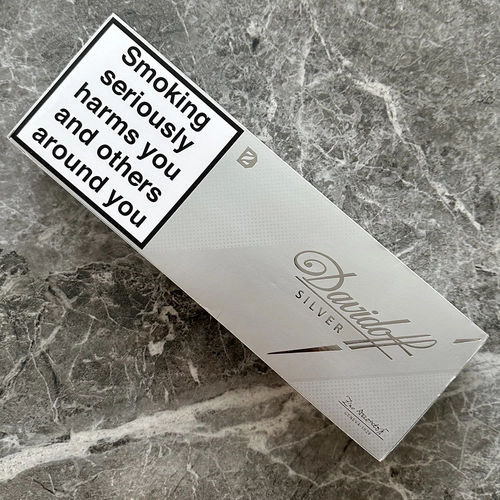 Smoking
seriously
harms you
and others
around you
Davidoff
SILVER